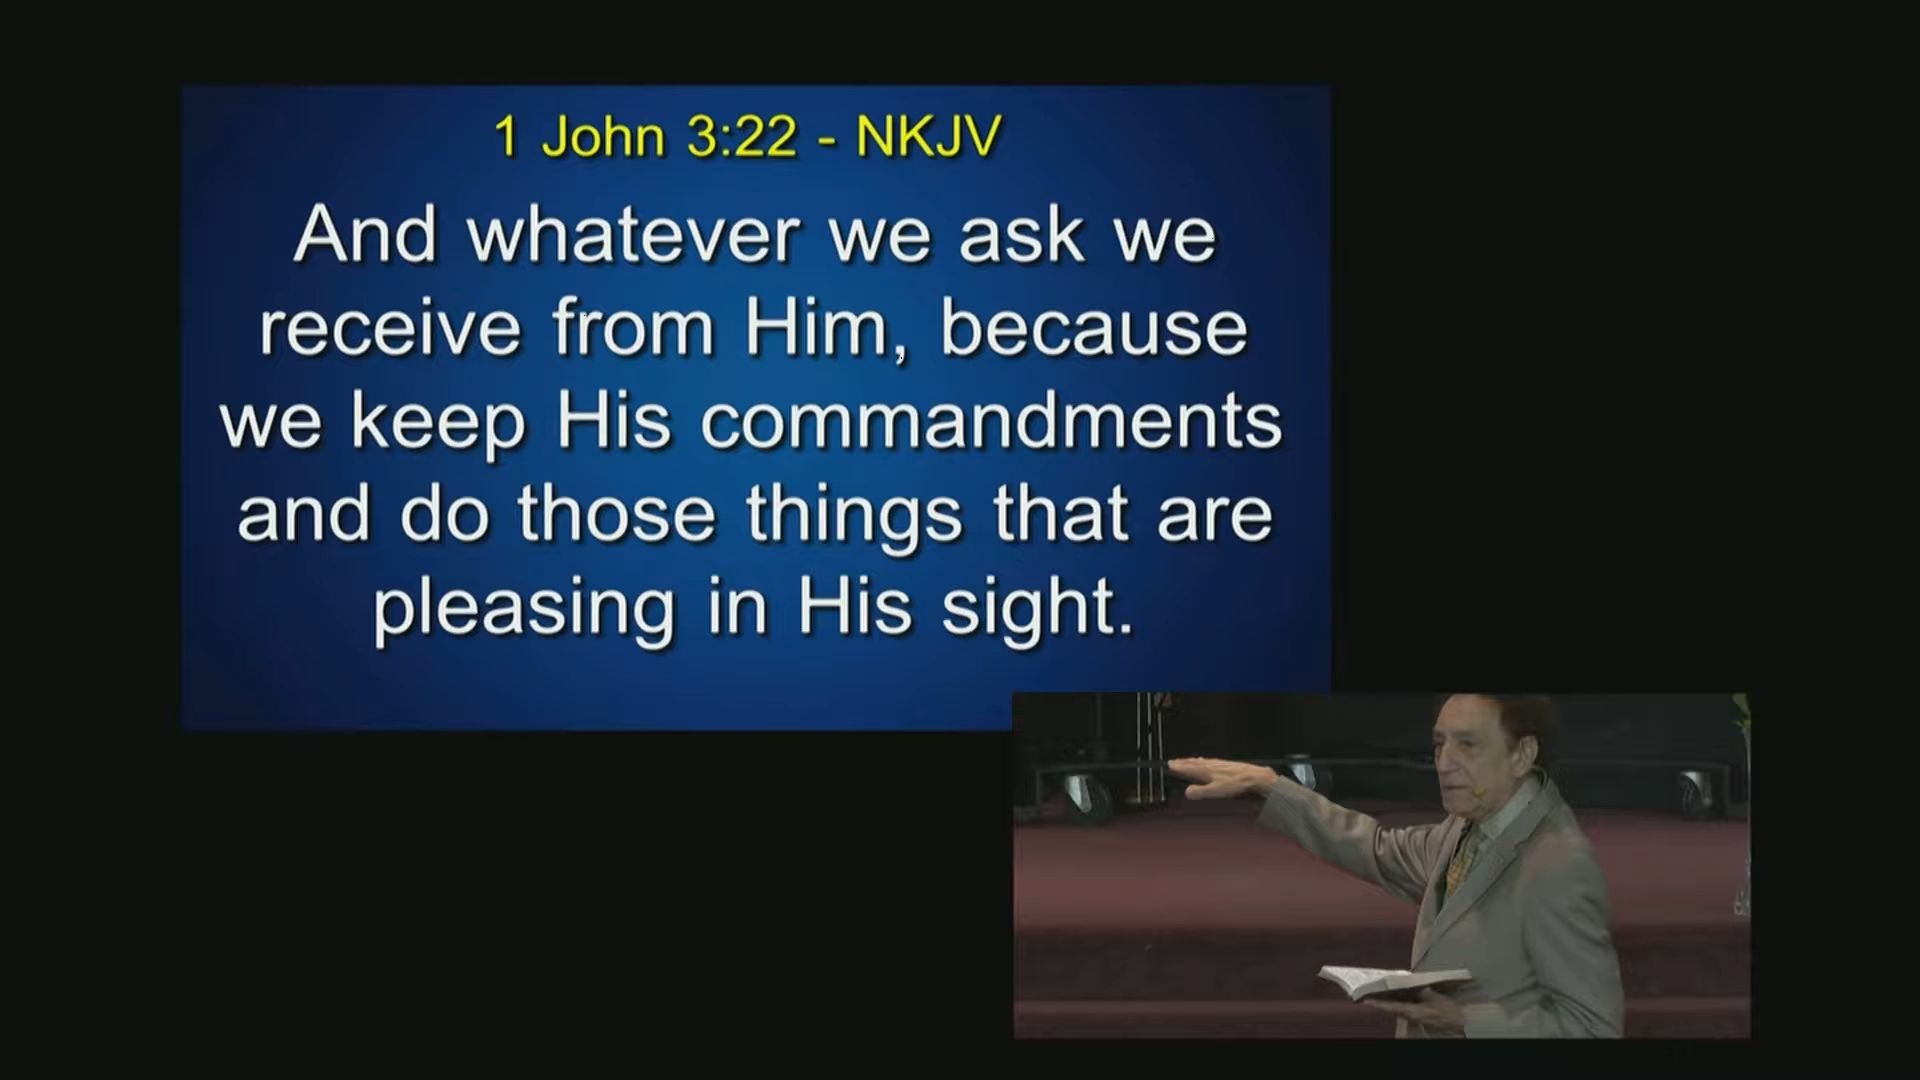 1 John 3:22 - NKJV
And whatever we ask we
receive from Him, because
we keep His commandments
and do those things that are
pleasing in His sight.